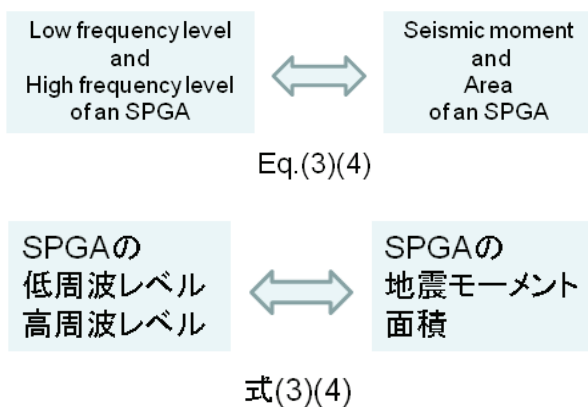 Low frequency level
and
High frequency level
of an SPGA
Seismic moment
and
Area
of an SPGA
Eq.(3)(4)
SPGAの
低周波レベル
高周波レベル
SPGAの
地震モーメント
面積
式(3)(4)